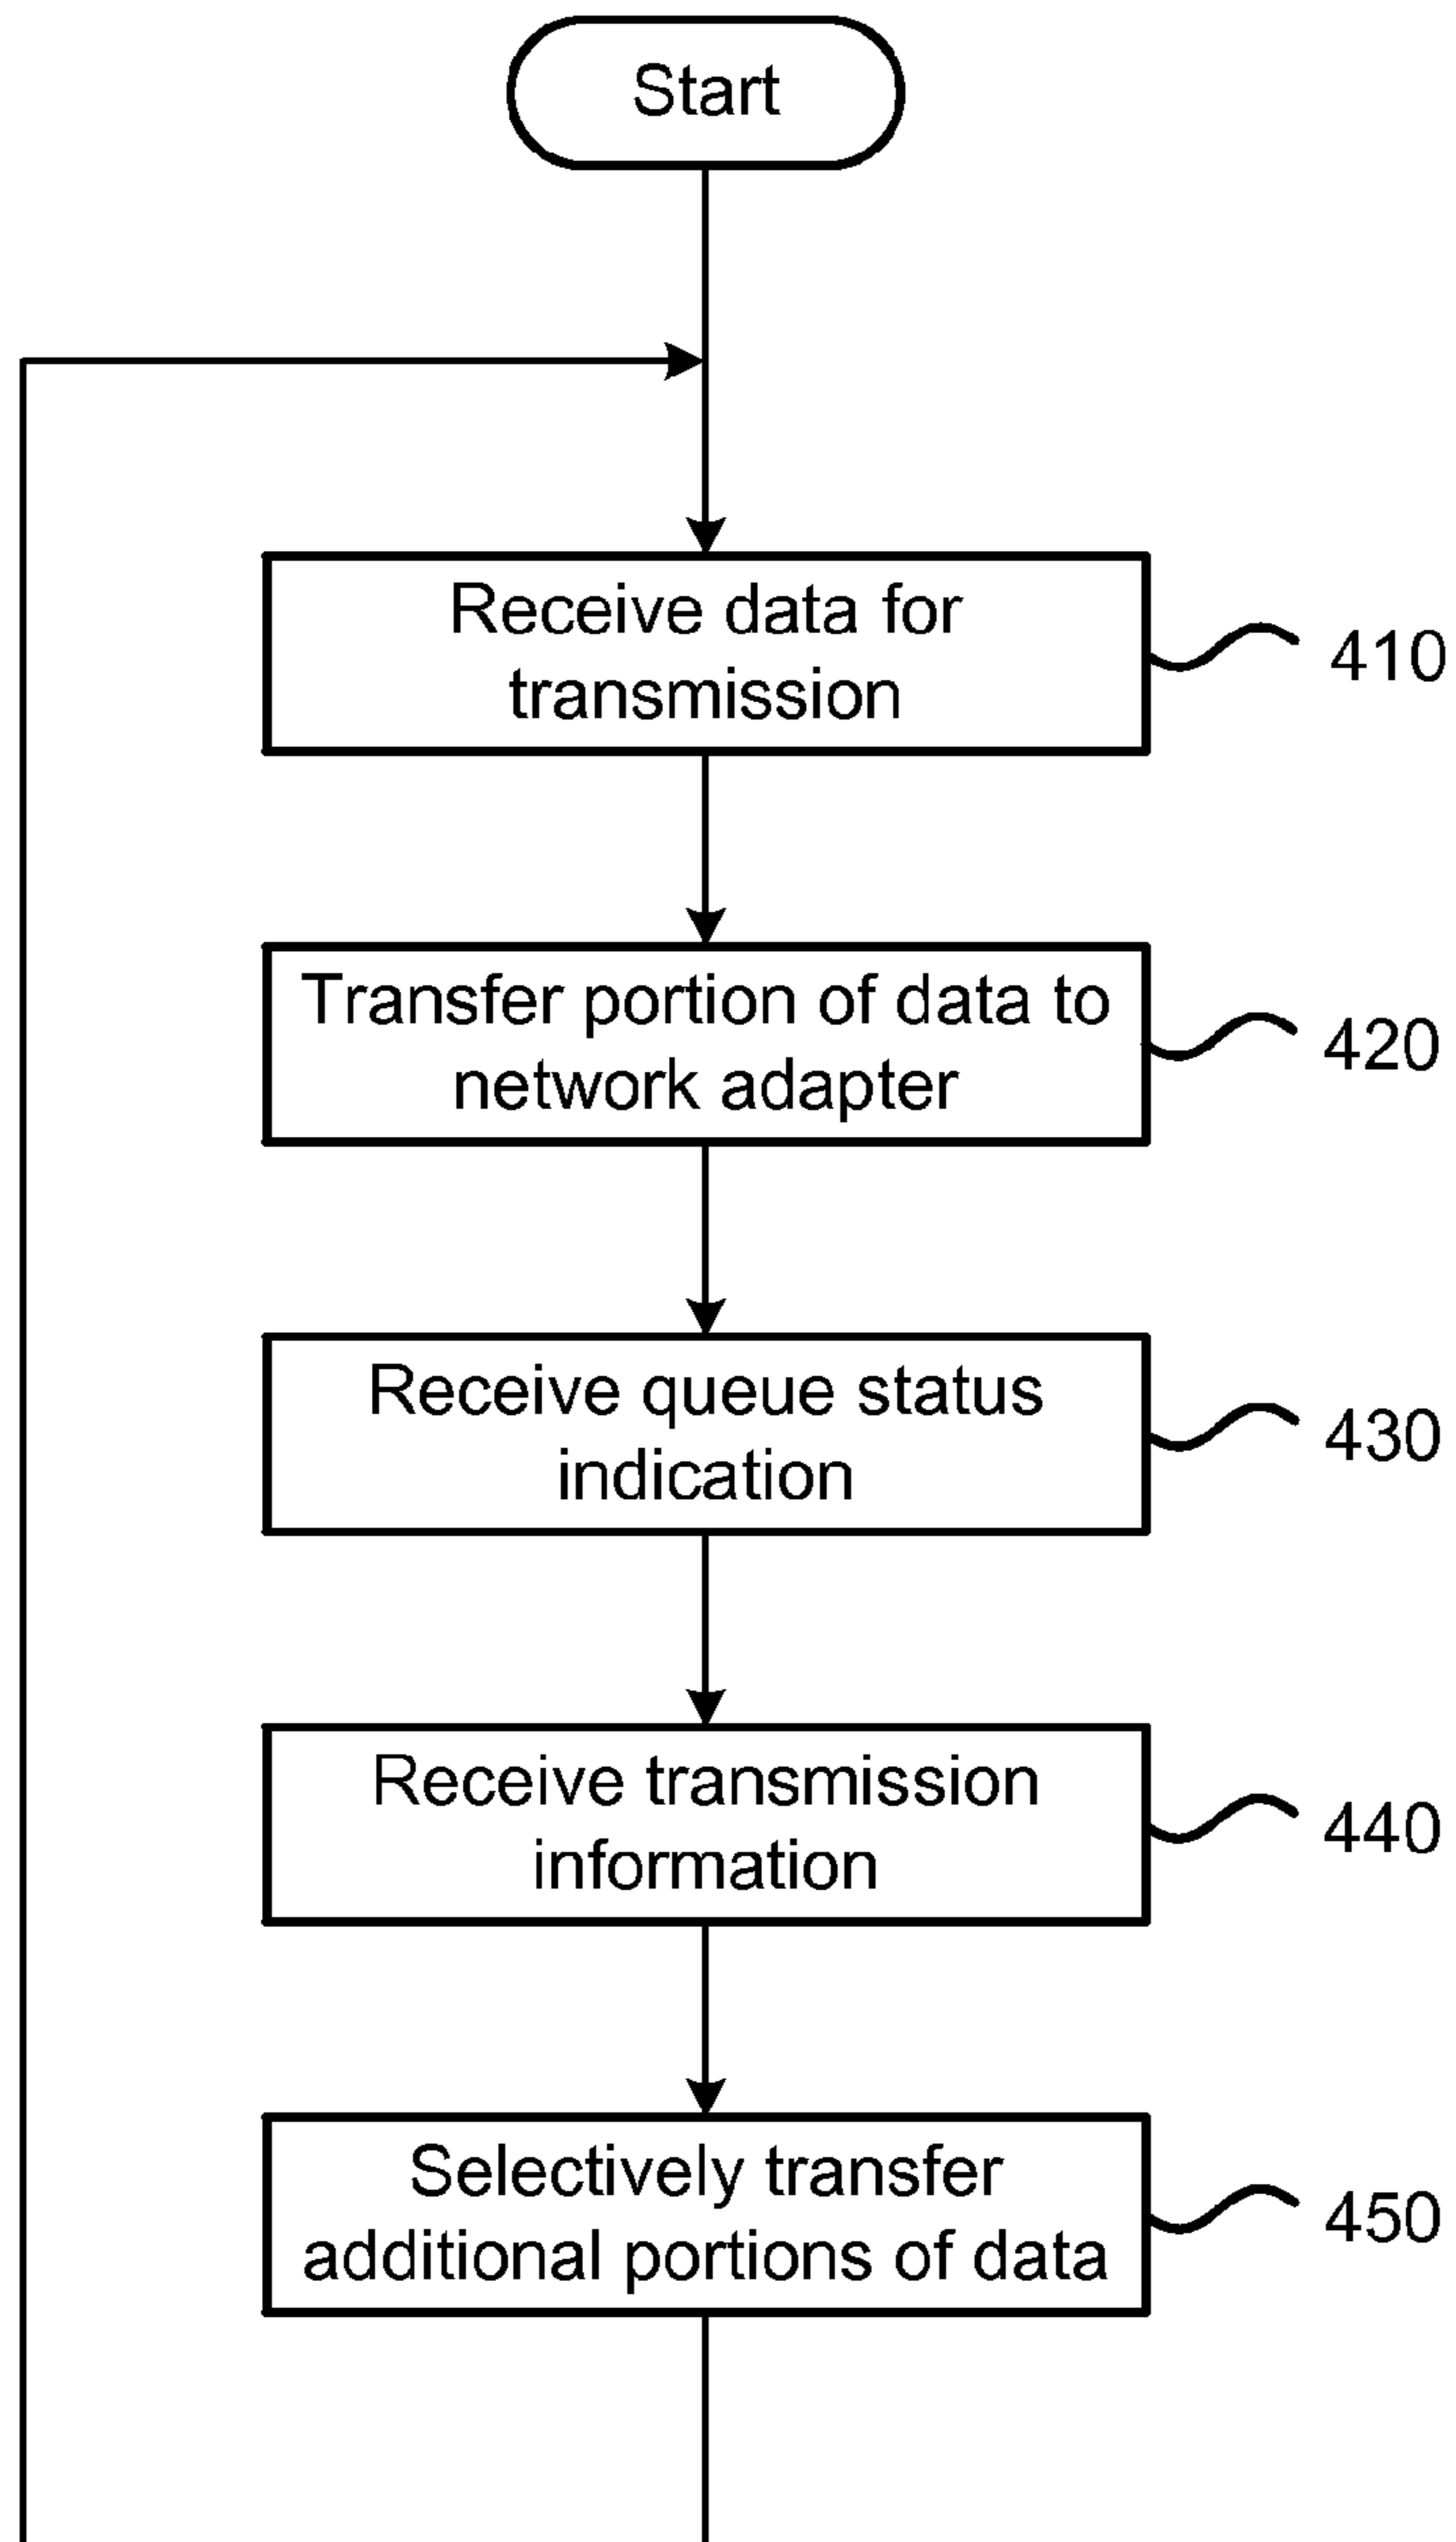 Start
Receive data for
transmission
410
Transfer portion of data to
network adapter
420
Receive queue status
indication
430
Receive transmission
information
440
Selectively transfer
additional portions of data
450